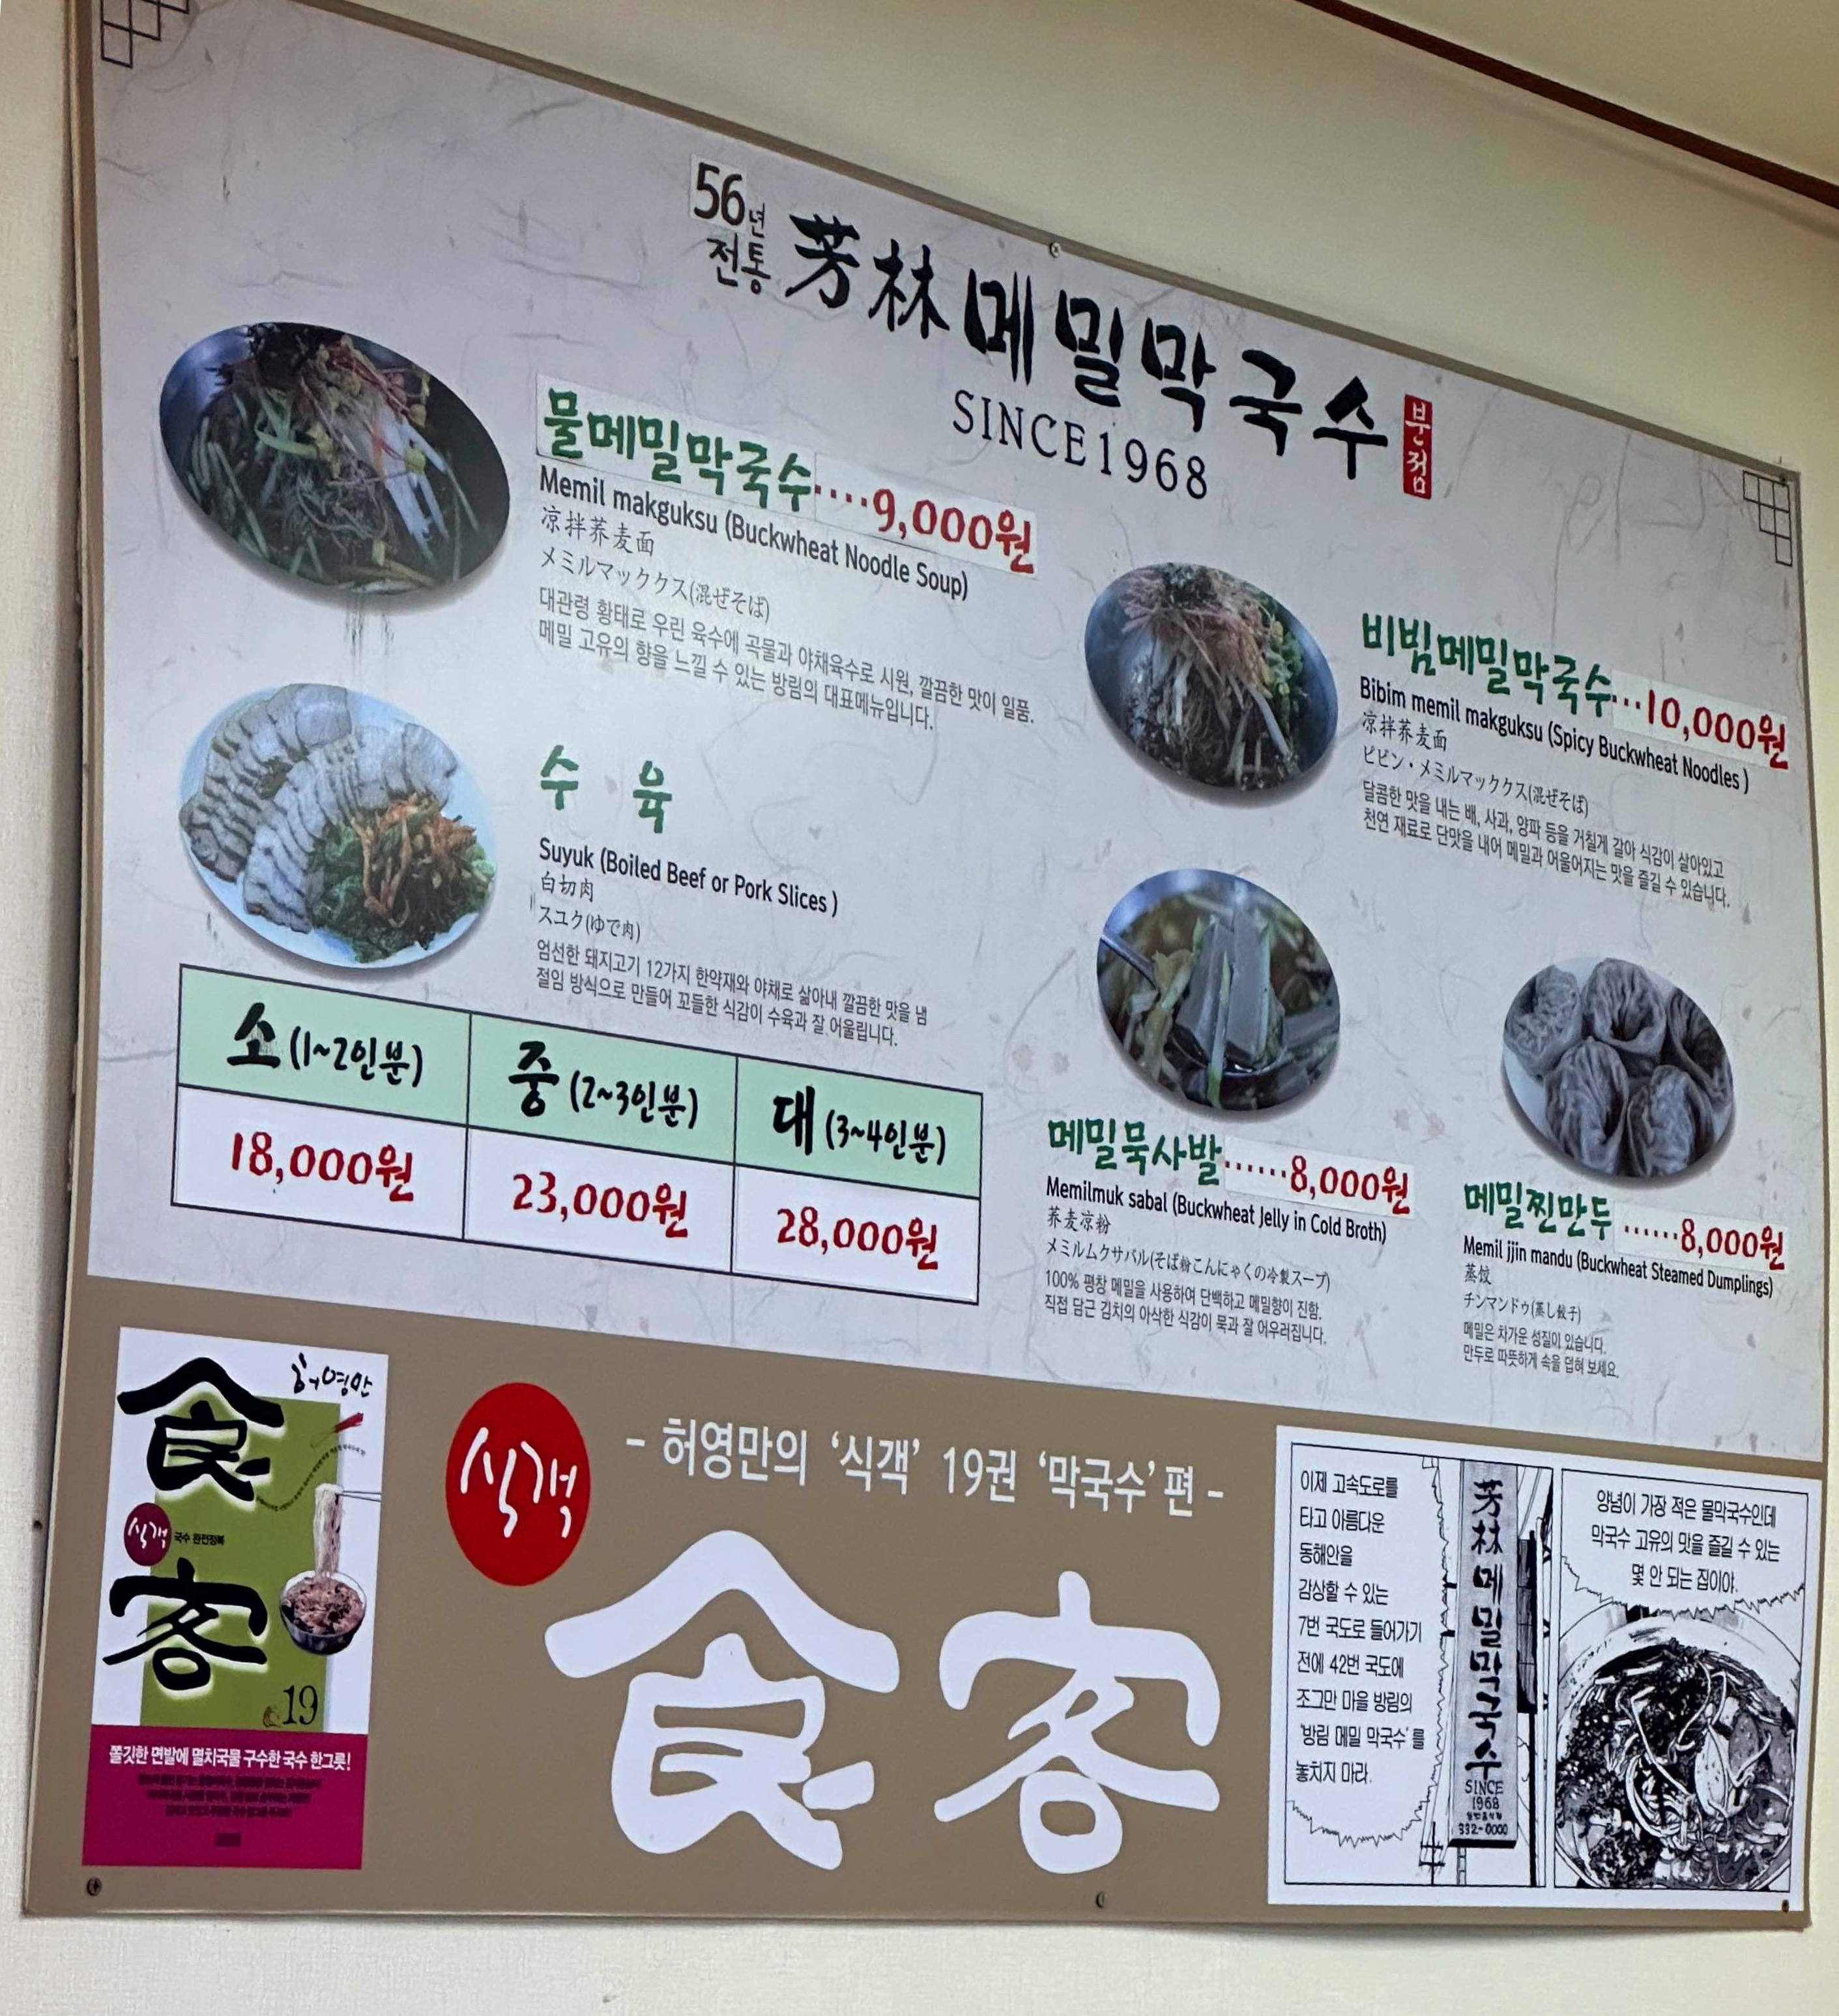 56년
전통
芳林메밀막국수 분점
SINCE1968
물메밀막국수....9,000원
Memil makguksu (Buckwheat Noodle Soup)
凉拌荞麦面
メミルマッククス(混ぜそば)
대관령 황태로 우린 육수에 곡물과 야채육수로 시원, 깔끔한 맛이 일품.
메밀 고유의 향을 느낄 수 있는 방림의 대표메뉴입니다.
수 육
Suyuk (Boiled Beef or Pork Slices )
白切肉
スユク(ゆで肉)
엄선한 돼지고기 12가지 한약재와 야채로 삶아내 깔끔한 맛을 냄
절임 방식으로 만들어 꼬들한 식감이 수육과 잘 어울립니다.
소 (1~2인분) 중 (2~3인분) 대 (3~4인분)
18,000원 23,000원 28,000원
비빔메밀막국수...10,000원
Bibim memil makguksu (Spicy Buckwheat Noodles )
凉拌荞麦面
ビビン・メミルマッククス(混ぜそば)
달콤한 맛을 내는 배, 사과, 양파 등을 거칠게 갈아 식감이 살아있고
천연 재료로 단맛을 내어 메밀과 어울어지는 맛을 즐길 수 있습니다.
메밀묵사발......8,000원
Memilmuk sabal (Buckwheat Jelly in Cold Broth)
荞麦凉粉
メミルムクサバル(そば粉こんにゃくの冷製スープ)
100% 평창 메밀을 사용하여 단백하고 메밀향이 진함.
직접 담근 김치의 아삭한 식감이 묵과 잘 어우러집니다.
메밀찐만두......8,000원
Memil jjin mandu (Buckwheat Steamed Dumplings)
蒸饺
チンマンドゥ(蒸し餃子)
메밀은 차가운 성질이 있습니다.
만두로 따뜻하게 속을 덥혀 보세요.
허영만
食
식객 국수 완전정복
客
19
쫄깃한 면발에 멸치국물 구수한 국수 한그릇!
식객
- 허영만의 ‘식객’ 19권 ‘막국수’ 편 -
食客
이제 고속도로를
타고 아름다운
동해안을
감상할 수 있는
7번 국도로 들어가기
전에 42번 국도에
조그만 마을 방림의
‘방림 메밀 막국수’를
놓치지 마라.
芳林메밀막국수
SINCE
1968
332-0000
양념이 가장 적은 물막국수인데
막국수 고유의 맛을 즐길 수 있는
몇 안 되는 집이야.